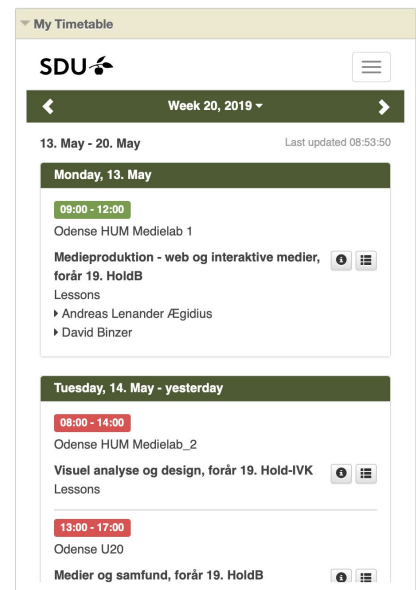 My Timetable
SDU
Week 20, 2019
13. May - 20. May
Last updated 08:53:50
Monday, 13. May
09:00 - 12:00
Odense HUM Medielab 1
Medieproduktion - web og interaktive medier,
forår 19. HoldB
Lessons
Andreas Lenander Ægidius
David Binzer
Tuesday, 14. May - yesterday
08:00 - 14:00
Odense HUM Medielab_2
Visuel analyse og design, forår 19. Hold-IVK
Lessons
13:00 - 17:00
Odense U20
Medier og samfund, forår 19. HoldB